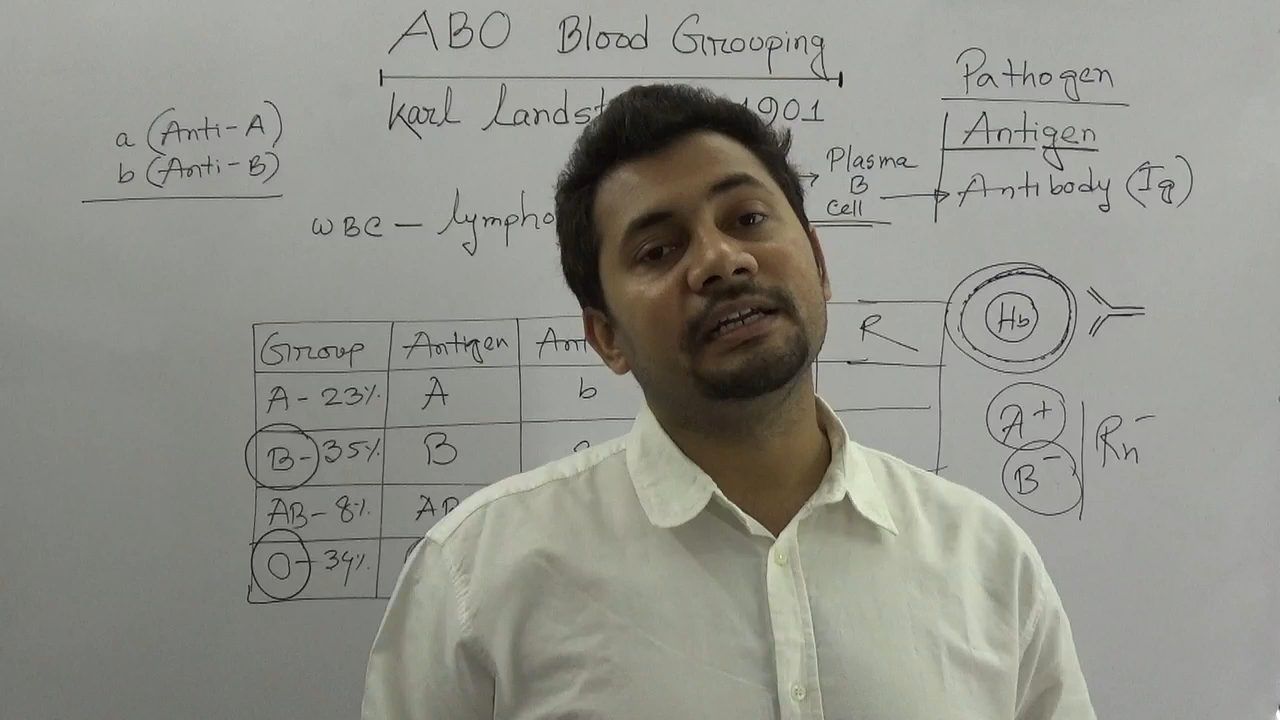 ABO Blood Grouping
Karl Landst 1901
Pathogen
Antigen
Antibody (Ig)
a (Anti-A)
b (Anti-B)
WBC - lympho
Plasma
B
Cell
Group Antigen Ant R
A - 23% A b
B - 35% B
AB - 8%
O - 34%
Hb
A+
B-